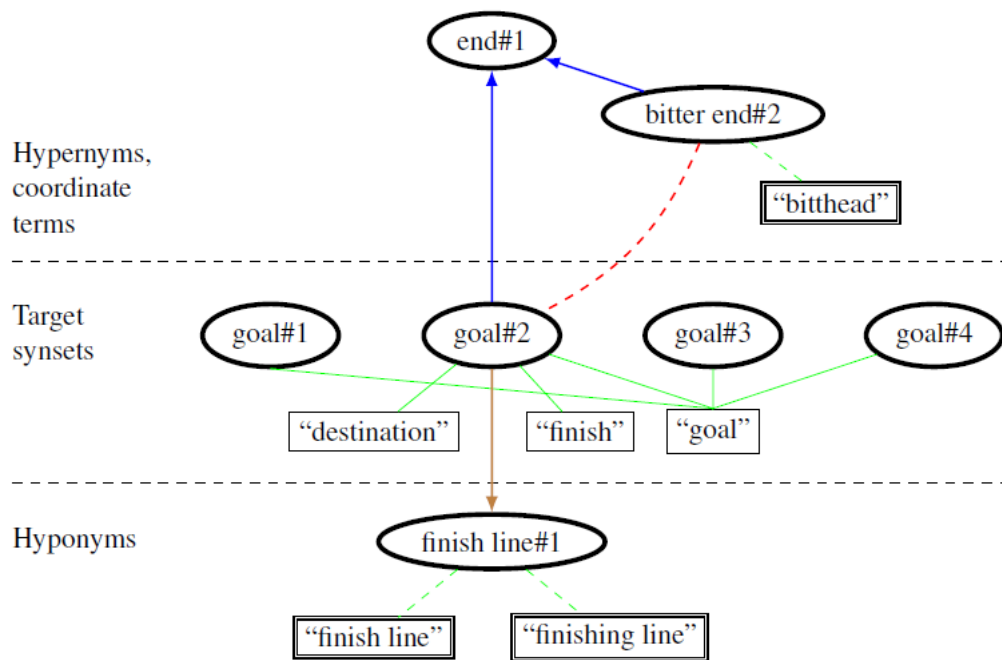 end#1
bitter end#2
Hypernyms,
coordinate
terms
“bitthead”
Target
synsets
goal#1
goal#2
goal#3
goal#4
“destination”
“finish”
“goal”
Hyponyms
finish line#1
“finish line”
“finishing line”